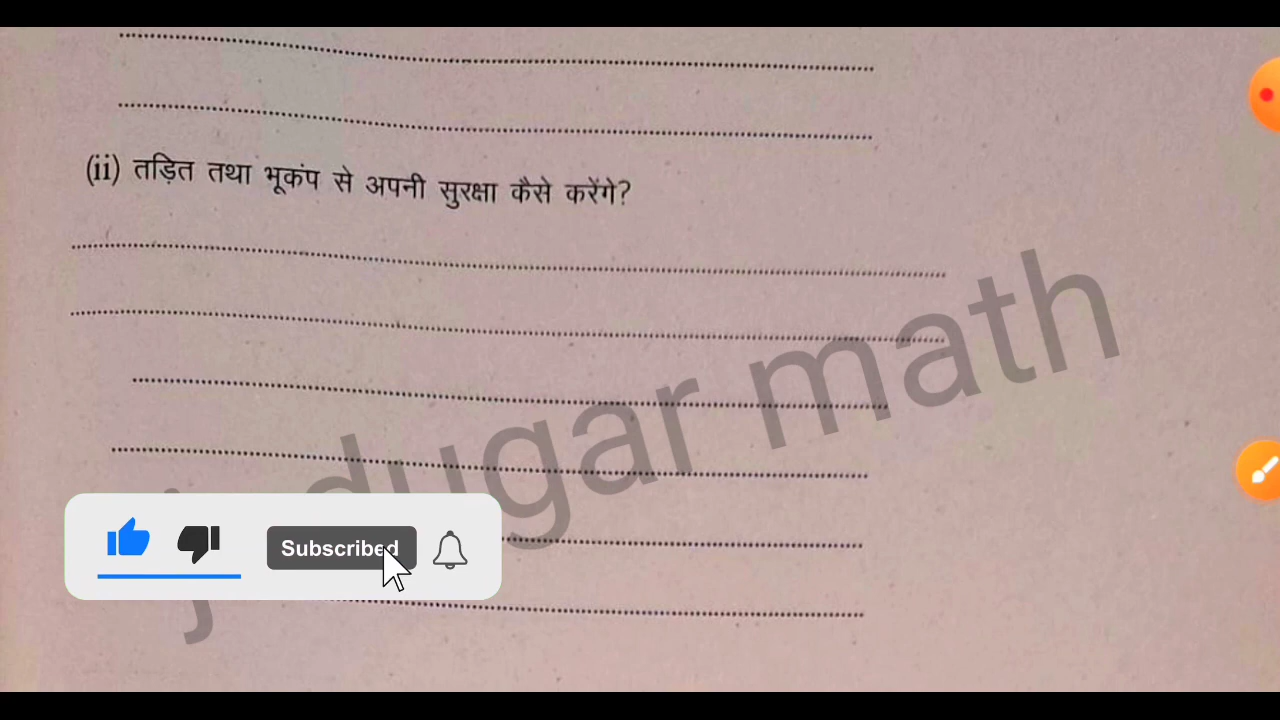 (ii) तड़ित तथा भूकंप से अपनी सुरक्षा कैसे करेंगे?
jadugar math
Subscribed